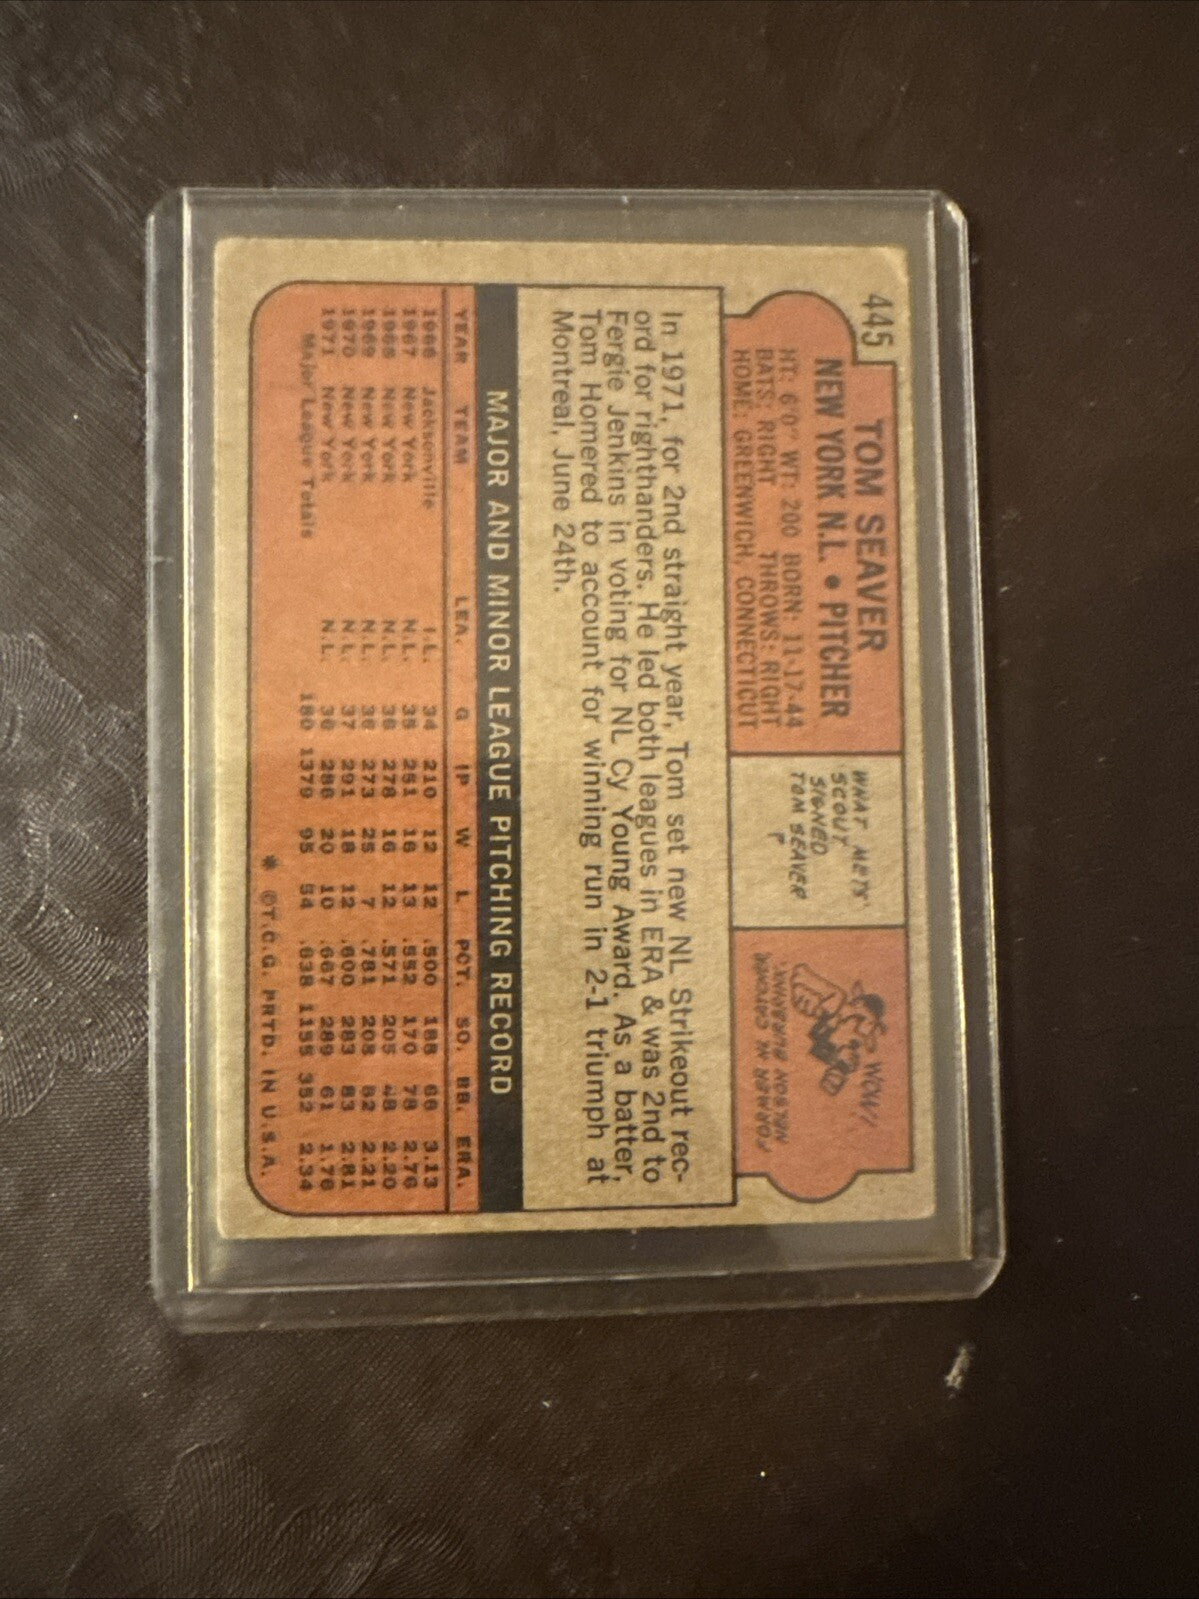 445
TOM SEAVER
NEW YORK N.L. • PITCHER
HT: 6'0" WT: 200 BORN: 11-17-44
BATS: RIGHT THROWS: RIGHT
HOME: GREENWICH, CONNECTICUT
WHAT METS'
SCOUT
SIGNED
TOM SEAVER
?
WOW!
NELSON BURBRINK,
FORMER ML CATCHER.
In 1971, for 2nd straight year, Tom set new NL Strikeout rec-
ord for righthanders. He led both leagues in ERA & was 2nd to
Fergie Jenkins in voting for NL Cy Young Award. As a batter,
Tom Homered to account for winning run in 2-1 triumph at
Montreal, June 24th.
MAJOR AND MINOR LEAGUE PITCHING RECORD
YEAR TEAM LEA. G IP W L PCT. SO. BB. ERA.
1966 Jacksonville I.L. 34 210 12 12 .500 188 66 3.13
1967 New York N.L. 35 251 16 13 .552 170 78 2.76
1968 New York N.L. 36 278 16 12 .571 205 48 2.20
1969 New York N.L. 36 273 25 7 .781 208 82 2.21
1970 New York N.L. 37 291 18 12 .600 283 83 2.81
1971 New York N.L. 36 286 20 10 .667 289 61 1.76
Major League Totals 180 1379 95 54 .638 1155 352 2.34
* ©T.C.G. PRTD. IN U.S.A.